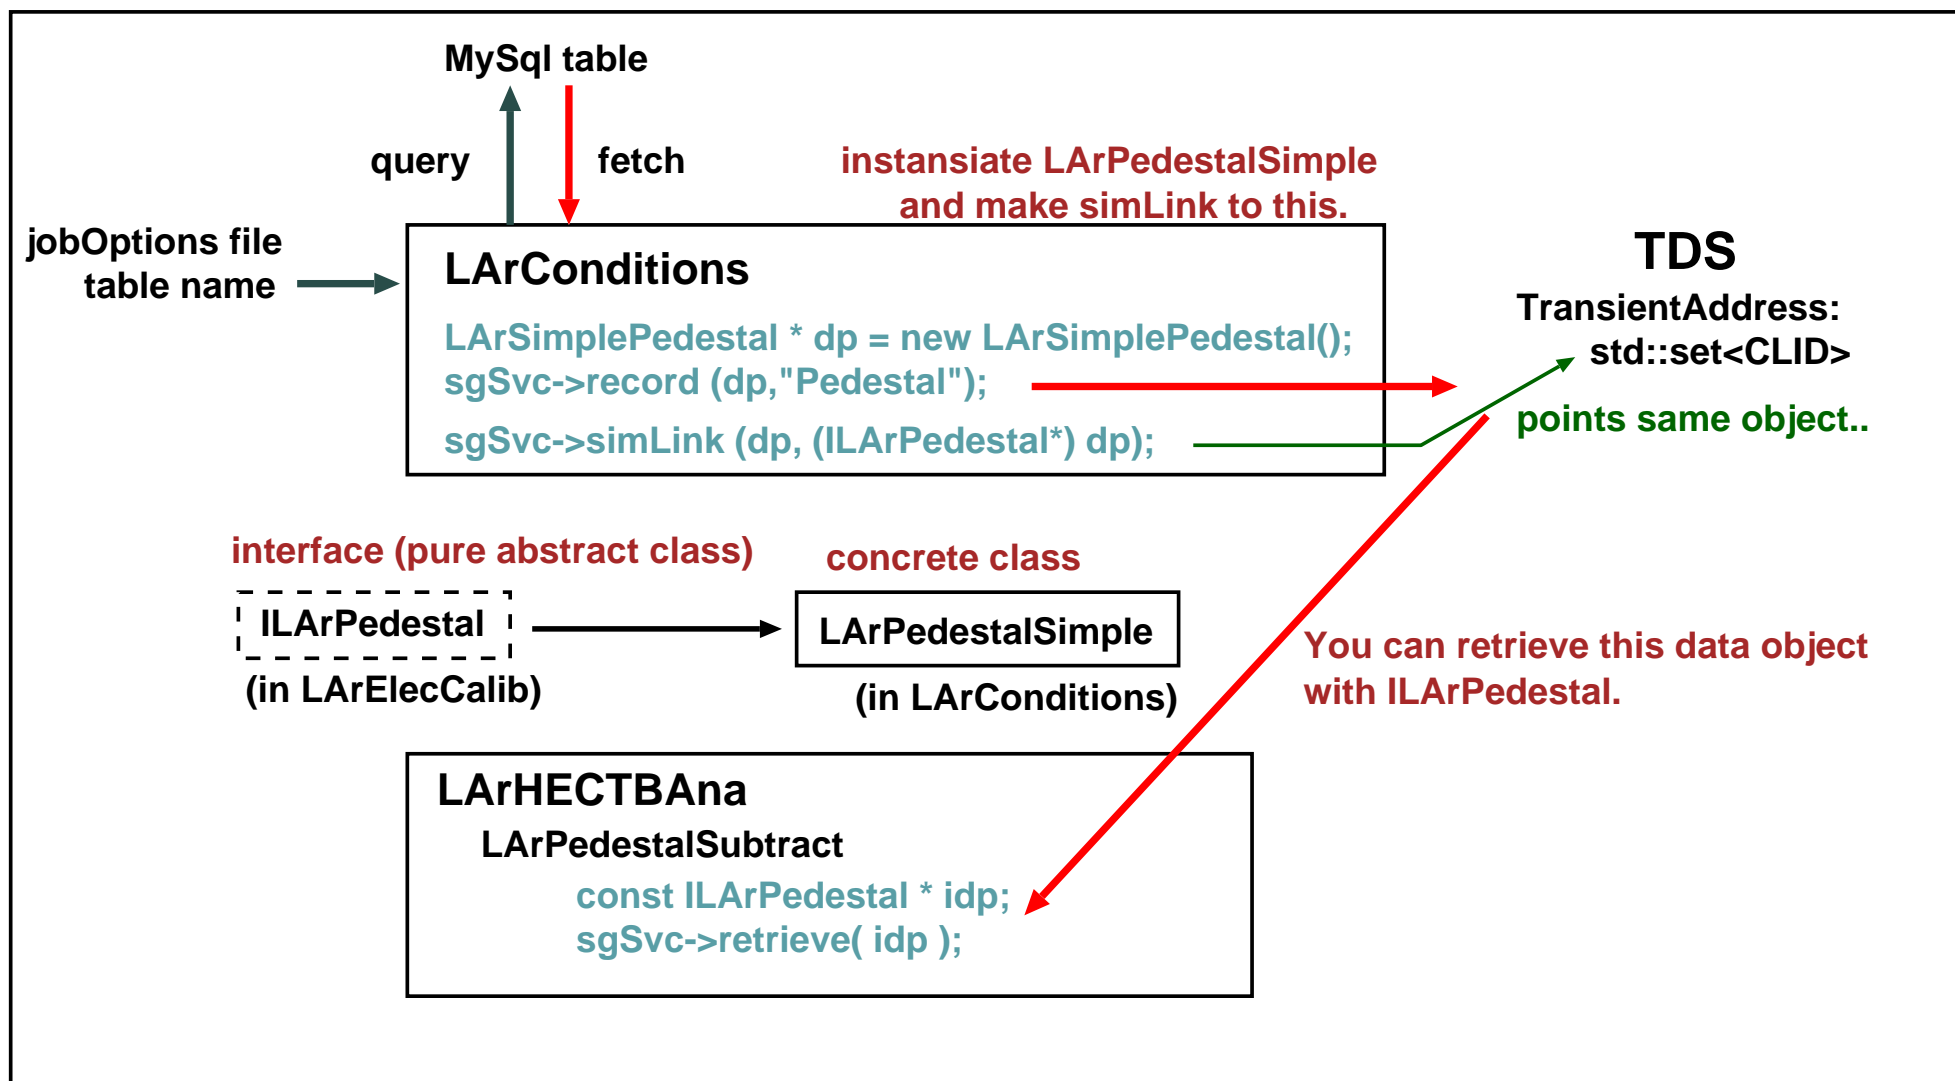 MySql table
query
fetch
instansiate LArPedestalSimple
and make simLink to this.
jobOptions file
table name
LArConditions
LArSimplePedestal * dp = new LArSimplePedestal();
sgSvc->record (dp,"Pedestal");
sgSvc->simLink (dp, (ILArPedestal*) dp);
TDS
TransientAddress:
std::set<CLID>
points same object..
interface (pure abstract class)
concrete class
ILArPedestal
LArPedestalSimple
(in LArElecCalib)
(in LArConditions)
You can retrieve this data object
with ILArPedestal.
LArHECTBAna
LArPedestalSubtract
const ILArPedestal * idp;
sgSvc->retrieve( idp );